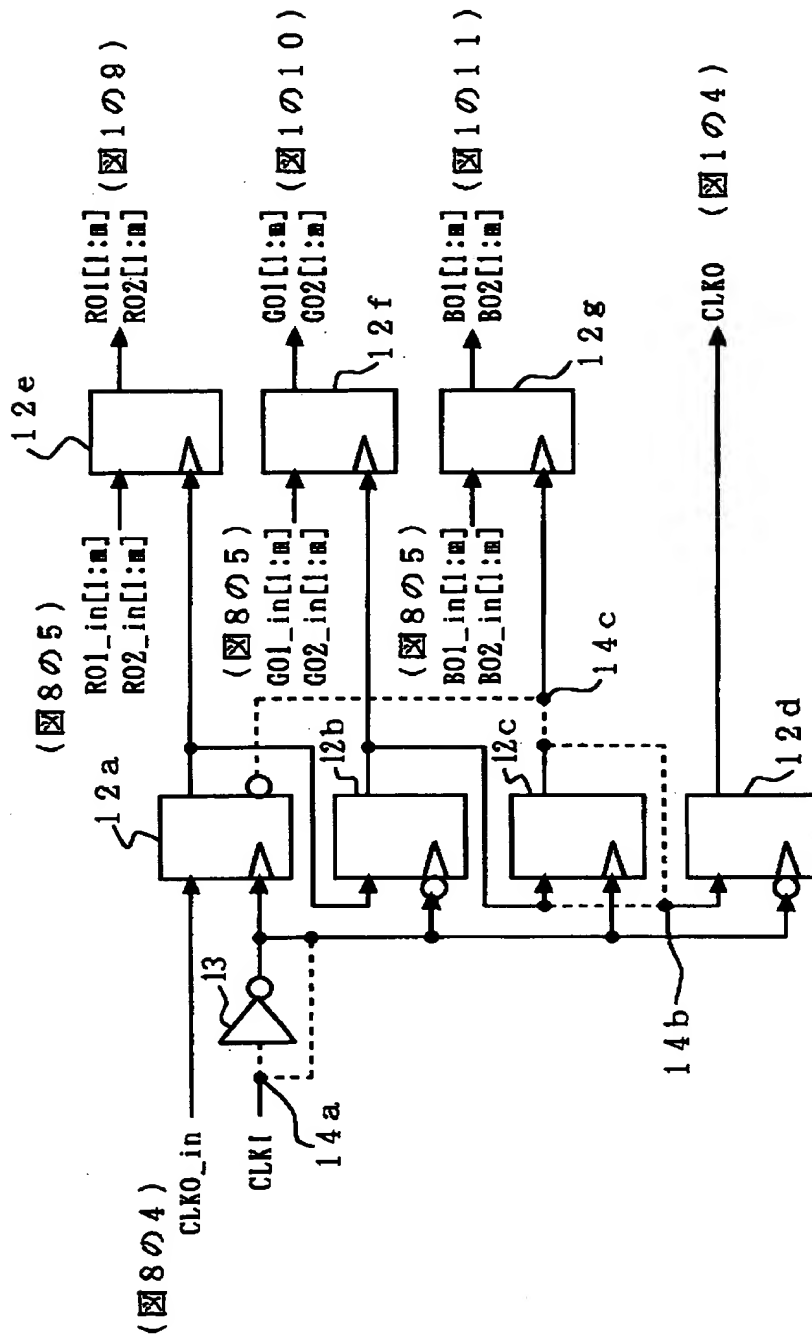 (図8の4)
CLKO_in
CLKI
14a
13
12a
12b
12c
12d
14b
14c
(図8の5)
RO1_in[1:m]
RO2_in[1:m]
(図8の5)
GO1_in[1:m]
GO2_in[1:m]
(図8の5)
BO1_in[1:m]
BO2_in[1:m]
12e
12f
12g
RO1[1:m]
RO2[1:m]
(図1の9)
GO1[1:m]
GO2[1:m]
(図1の10)
BO1[1:m]
BO2[1:m]
(図1の11)
CLKO (図1の4)